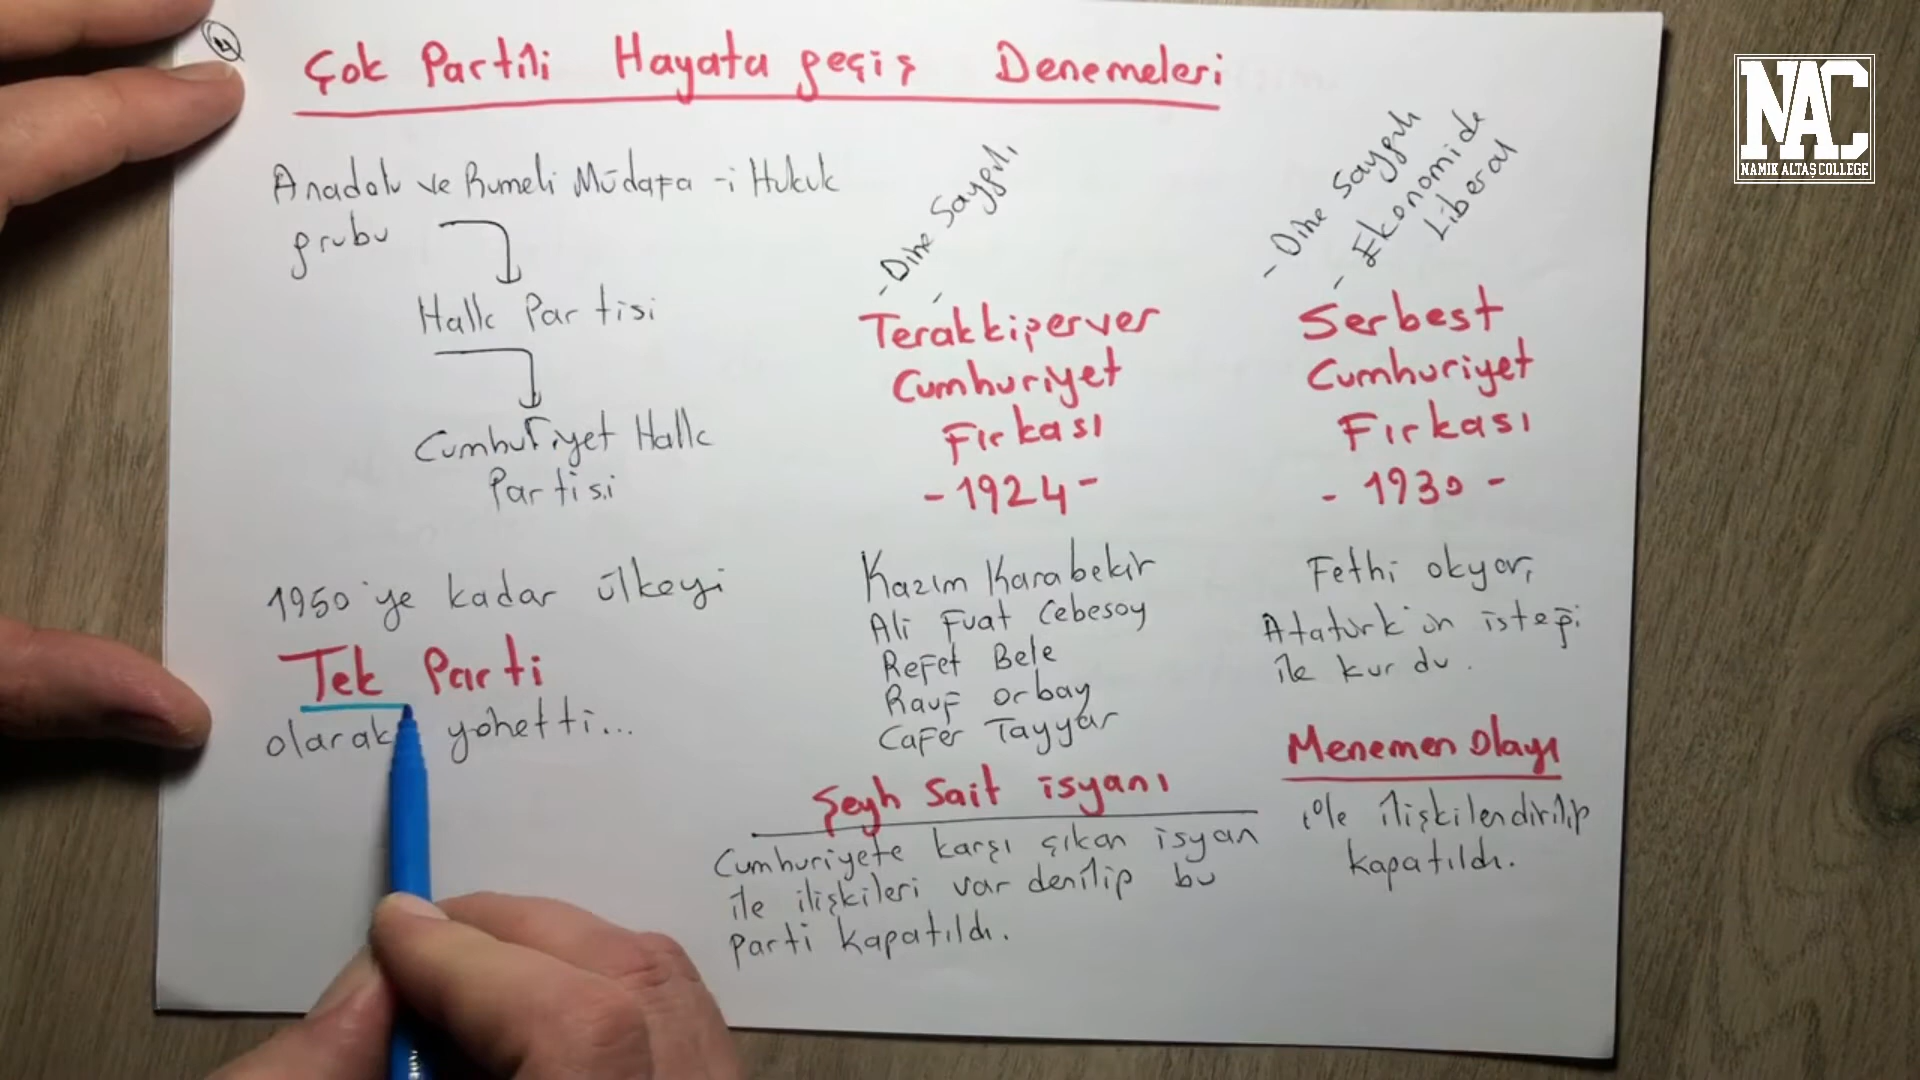 4
Çok Partili Hayata geçiş Denemeleri
Anadolu ve Rumeli Müdafa-i Hukuk
grubu
Halk Partisi
Cumhuriyet Halk
Partisi
1950'ye kadar ülkeyi
Tek Parti
olarak yönetti...
- Dine Saygılı
-
Terakkiperver
Cumhuriyet
Fırkası
- 1924 -
Kazım Karabekir
Ali Fuat Cebesoy
Refet Bele
Rauf Orbay
Cafer Tayyar
Şeyh Sait isyanı
Cumhuriyete karşı çıkan isyan
ile ilişkileri var denilip bu
parti kapatıldı.
- Dine Saygılı
- Ekonomide
Liberal
Serbest
Cumhuriyet
Fırkası
- 1930 -
Fethi Okyar,
Atatürk'ün isteği
ile kurdu.
Menemen Olayı
ile ilişkilendirilip
kapatıldı.
NAC
NAMIK ALTAŞ COLLEGE